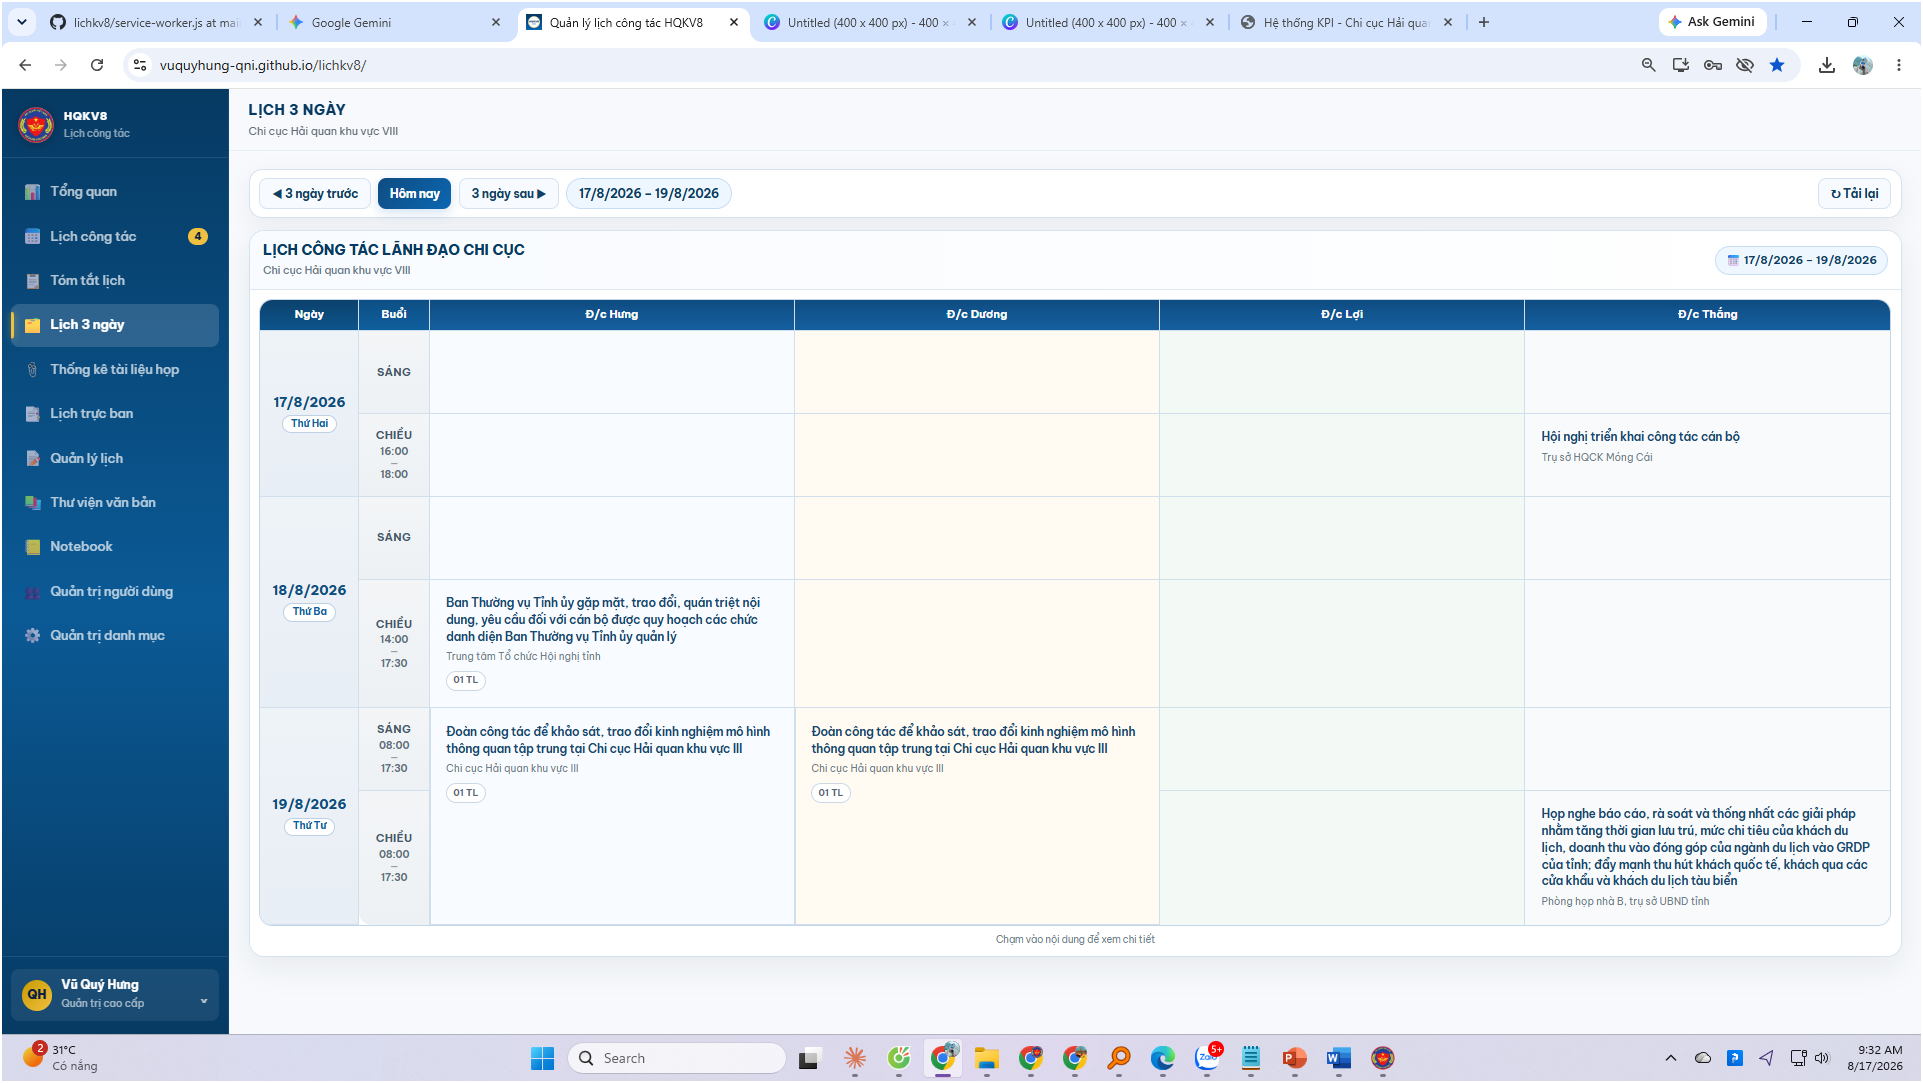 lichkv8/service-worker.js at mai
Google Gemini
Quản lý lịch công tác HQKV8
Untitled (400 x 400 px) - 400 ×
Untitled (400 x 400 px) - 400 ×
Hệ thống KPI - Chi cục Hải qua
Ask Gemini
vuquyhung-qni.github.io/lichkv8/
HQKV8
Lịch công tác
Tổng quan
Lịch công tác
4
Tóm tắt lịch
Lịch 3 ngày
Thống kê tài liệu họp
Lịch trực ban
Quản lý lịch
Thư viện văn bản
Notebook
Quản trị người dùng
Quản trị danh mục
QH
Vũ Quý Hưng
Quản trị cao cấp
LỊCH 3 NGÀY
Chi cục Hải quan khu vực VIII
◀ 3 ngày trước
Hôm nay
3 ngày sau ▶
17/8/2026 – 19/8/2026
↻ Tải lại
LỊCH CÔNG TÁC LÃNH ĐẠO CHI CỤC
Chi cục Hải quan khu vực VIII
17/8/2026 – 19/8/2026
Ngày
Buổi
Đ/c Hưng
Đ/c Dương
Đ/c Lợi
Đ/c Thắng
17/8/2026
Thứ Hai
SÁNG
CHIỀU
16:00
–
18:00
Hội nghị triển khai công tác cán bộ
Trụ sở HQCK Móng Cái
18/8/2026
Thứ Ba
SÁNG
CHIỀU
14:00
–
17:30
Ban Thường vụ Tỉnh ủy gặp mặt, trao đổi, quán triệt nội
dung, yêu cầu đối với cán bộ được quy hoạch các chức
danh diện Ban Thường vụ Tỉnh ủy quản lý
Trung tâm Tổ chức Hội nghị tỉnh
01 TL
19/8/2026
Thứ Tư
SÁNG
08:00
–
17:30
Đoàn công tác để khảo sát, trao đổi kinh nghiệm mô hình
thông quan tập trung tại Chi cục Hải quan khu vực III
Chi cục Hải quan khu vực III
01 TL
Đoàn công tác để khảo sát, trao đổi kinh nghiệm mô hình
thông quan tập trung tại Chi cục Hải quan khu vực III
Chi cục Hải quan khu vực III
01 TL
CHIỀU
08:00
–
17:30
Họp nghe báo cáo, rà soát và thống nhất các giải pháp
nhằm tăng thời gian lưu trú, mức chi tiêu của khách du
lịch, doanh thu vào đóng góp của ngành du lịch vào GRDP
của tỉnh; đẩy mạnh thu hút khách quốc tế, khách qua các
cửa khẩu và khách du lịch tàu biển
Phòng họp nhà B, trụ sở UBND tỉnh
Chạm vào nội dung để xem chi tiết
2
31°C
Có nắng
Search
Zalo
5+
9:32 AM
8/17/2026